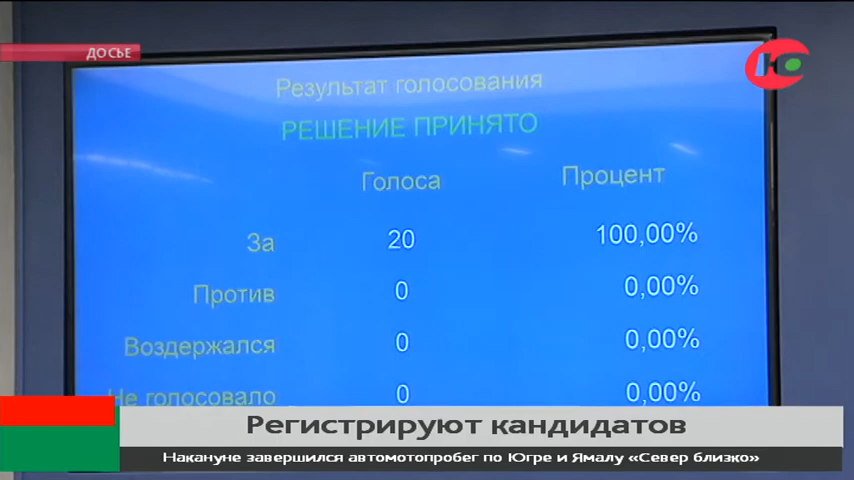 ДОСЬЕ
Ю
Результат голосования
РЕШЕНИЕ ПРИНЯТО
Голоса Процент
За 20 100,00%
Против 0 0,00%
Воздержался 0 0,00%
Не голосовало 0 0,00%
Регистрируют кандидатов
Накануне завершился автомотопробег по Югре и Ямалу «Север близко»